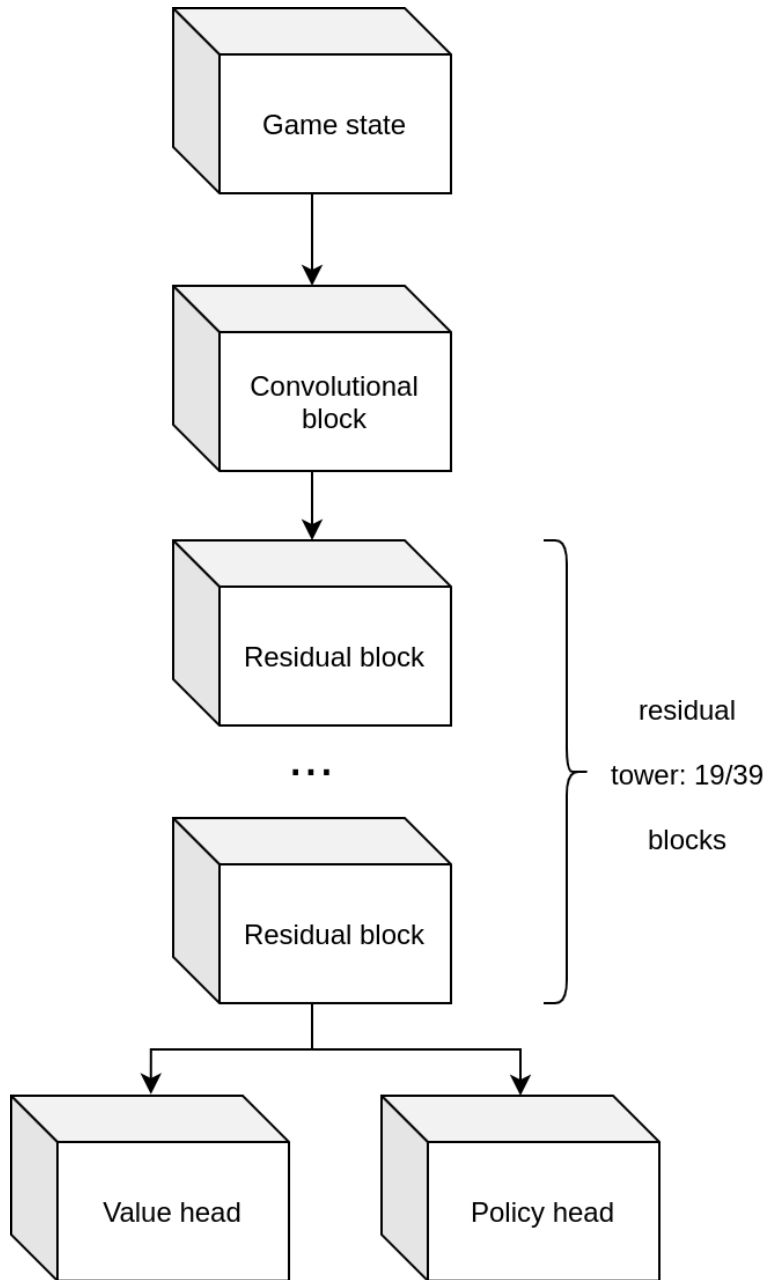 Game state
Convolutional
block
Residual block
...
residual
tower: 19/39
blocks
Residual block
Value head
Policy head